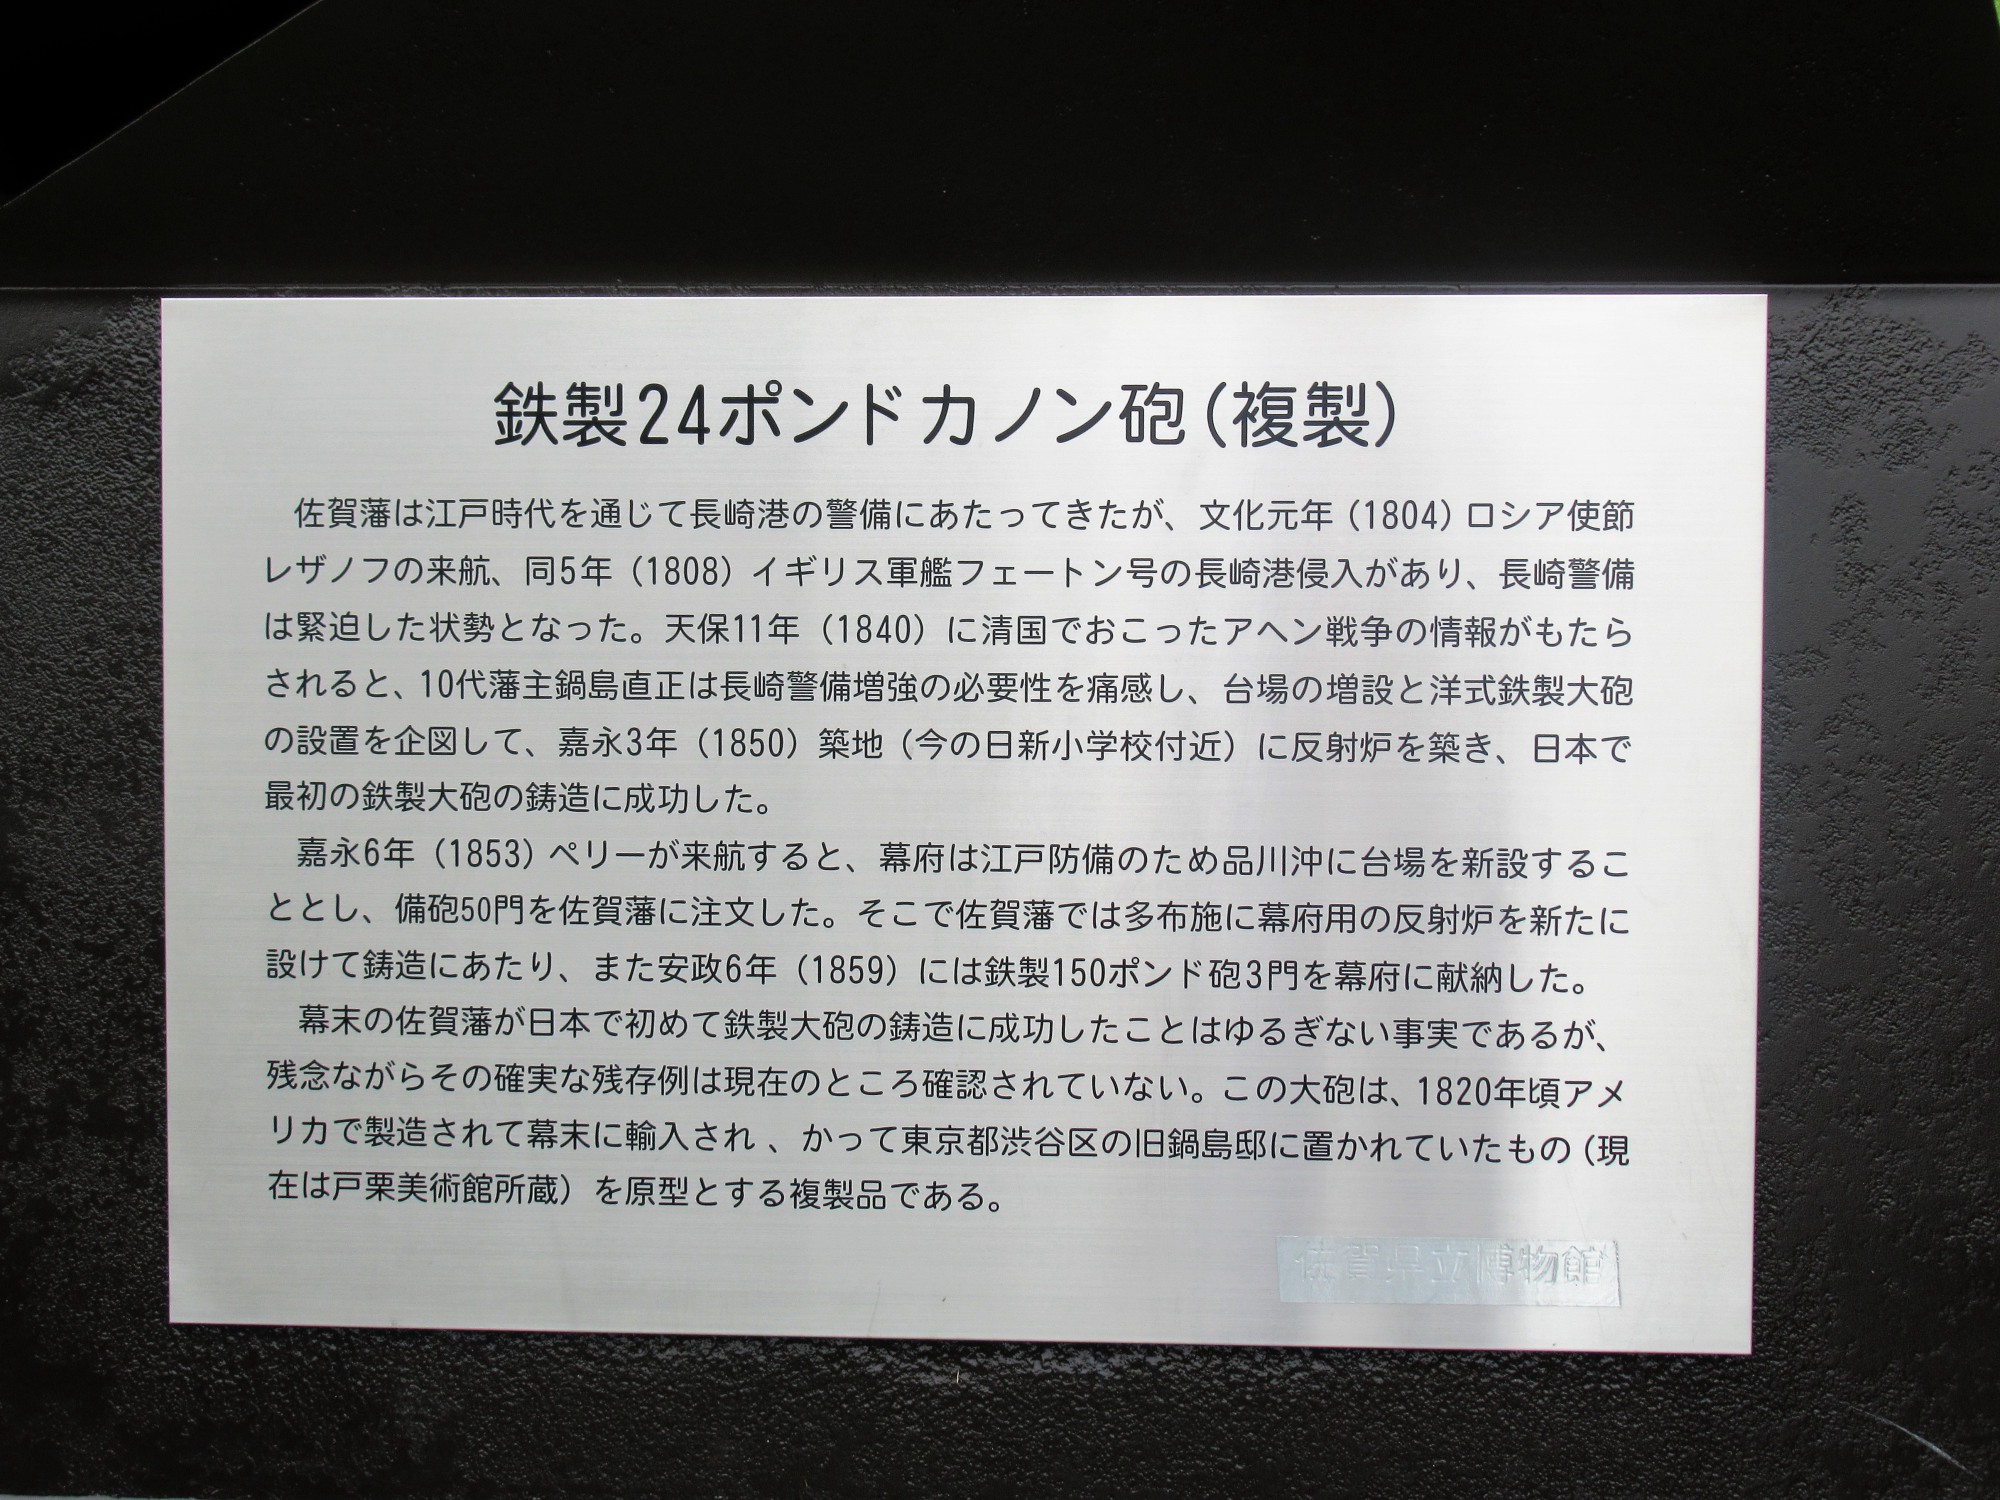 鉄製24ポンドカノン砲(複製)
佐賀藩は江戸時代を通じて長崎港の警備にあたってきたが、文化元年（1804）ロシア使節
レザノフの来航、同5年（1808）イギリス軍艦フェートン号の長崎港侵入があり、長崎警備
は緊迫した状勢となった。天保11年（1840）に清国でおこったアヘン戦争の情報がもたら
されると、10代藩主鍋島直正は長崎警備増強の必要性を痛感し、台場の増設と洋式鉄製大砲
の設置を企図して、嘉永3年（1850）築地（今の日新小学校付近）に反射炉を築き、日本で
最初の鉄製大砲の鋳造に成功した。
嘉永6年（1853）ペリーが来航すると、幕府は江戸防備のため品川沖に台場を新設するこ
ととし、備砲50門を佐賀藩に注文した。そこで佐賀藩では多布施に幕府用の反射炉を新たに
設けて鋳造にあたり、また安政6年（1859）には鉄製150ポンド砲3門を幕府に献納した。
幕末の佐賀藩が日本で初めて鉄製大砲の鋳造に成功したことはゆるぎない事実であるが、
残念ながらその確実な残存例は現在のところ確認されていない。この大砲は、1820年頃アメ
リカで製造されて幕末に輸入され、かって東京都渋谷区の旧鍋島邸に置かれていたもの（現
在は戸栗美術館所蔵）を原型とする複製品である。
佐賀県立博物館